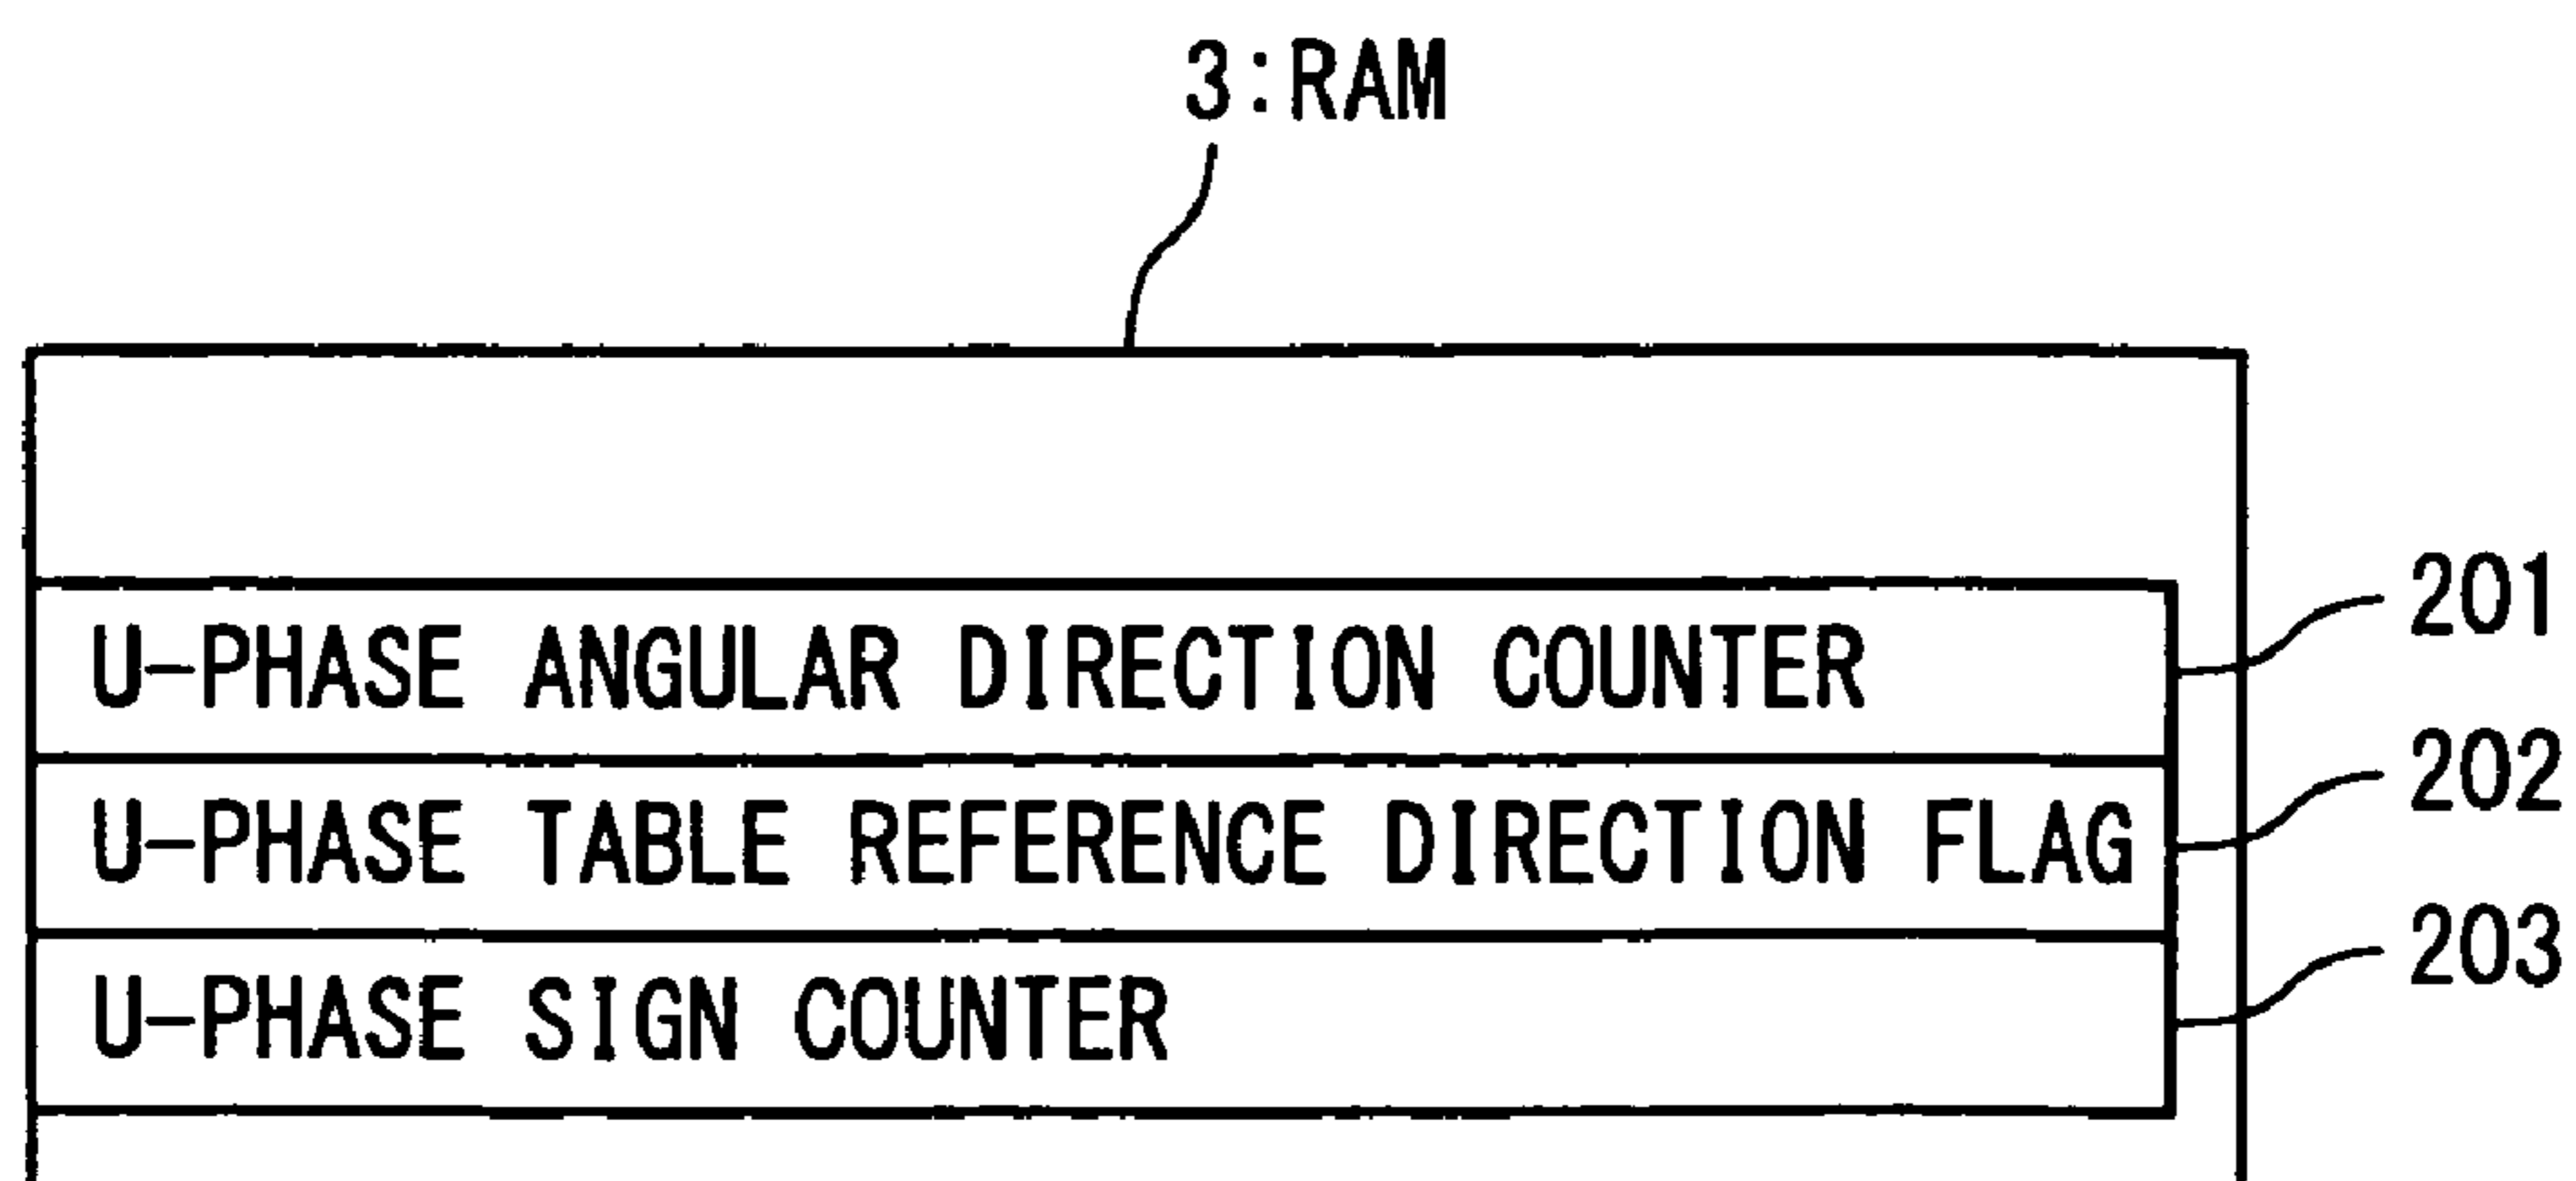 3:RAM
U-PHASE ANGULAR DIRECTION COUNTER 201
U-PHASE TABLE REFERENCE DIRECTION FLAG 202
U-PHASE SIGN COUNTER 203